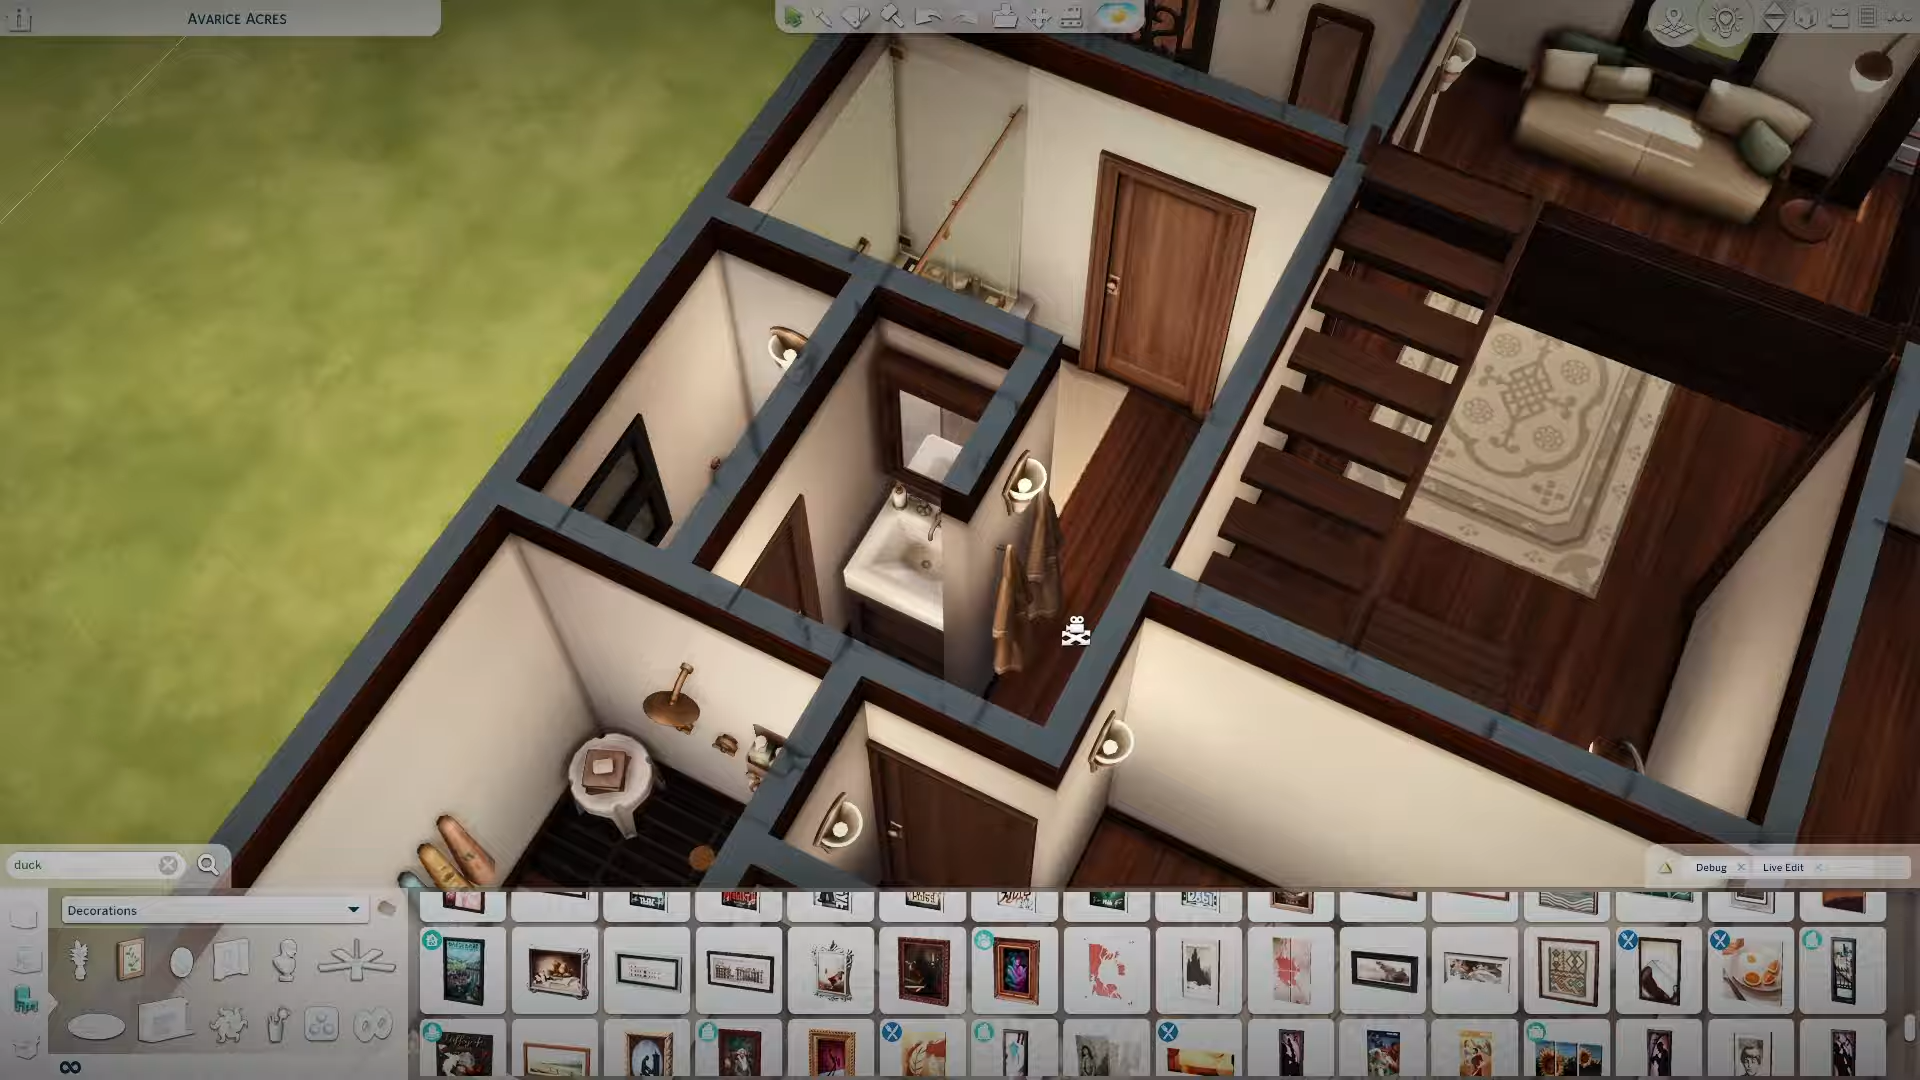 AVARICE ACRES
duck
Debug
Live Edit
Decorations